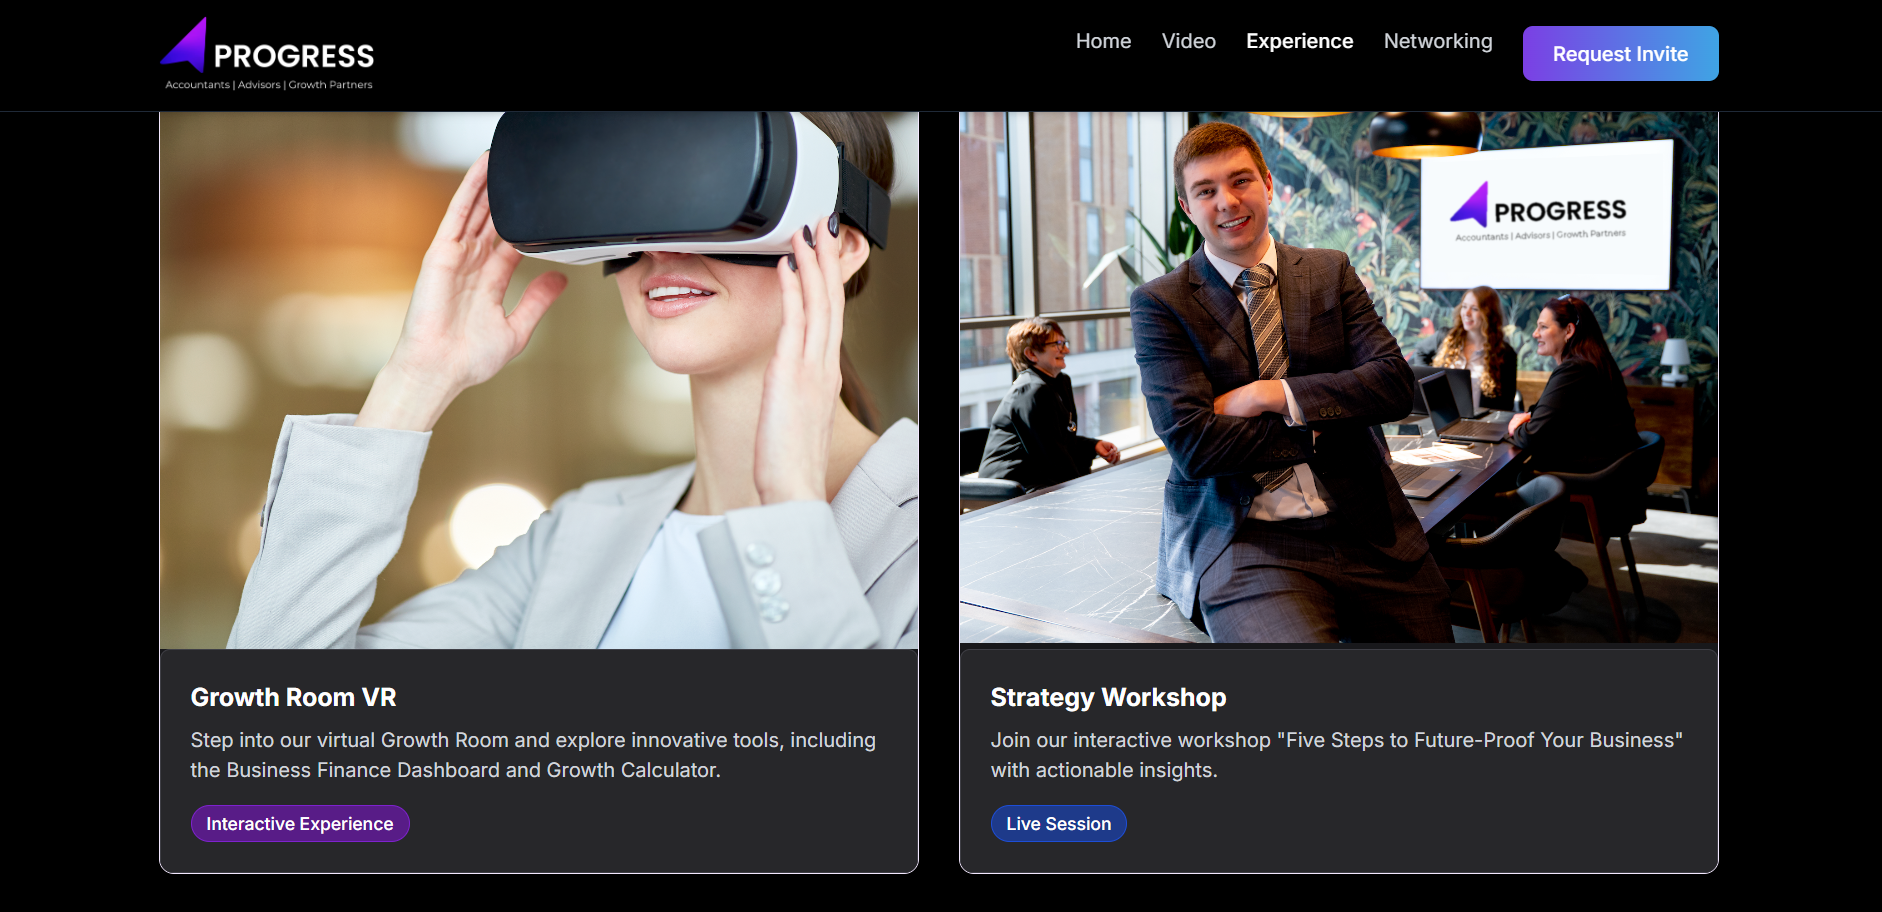 PROGRESS
Accountants | Advisors | Growth Partners
Home
Video
Experience
Networking
Request Invite
PROGRESS
Accountants | Advisors | Growth Partners
Growth Room VR
Step into our virtual Growth Room and explore innovative tools, including
the Business Finance Dashboard and Growth Calculator.
Interactive Experience
Strategy Workshop
Join our interactive workshop "Five Steps to Future-Proof Your Business"
with actionable insights.
Live Session